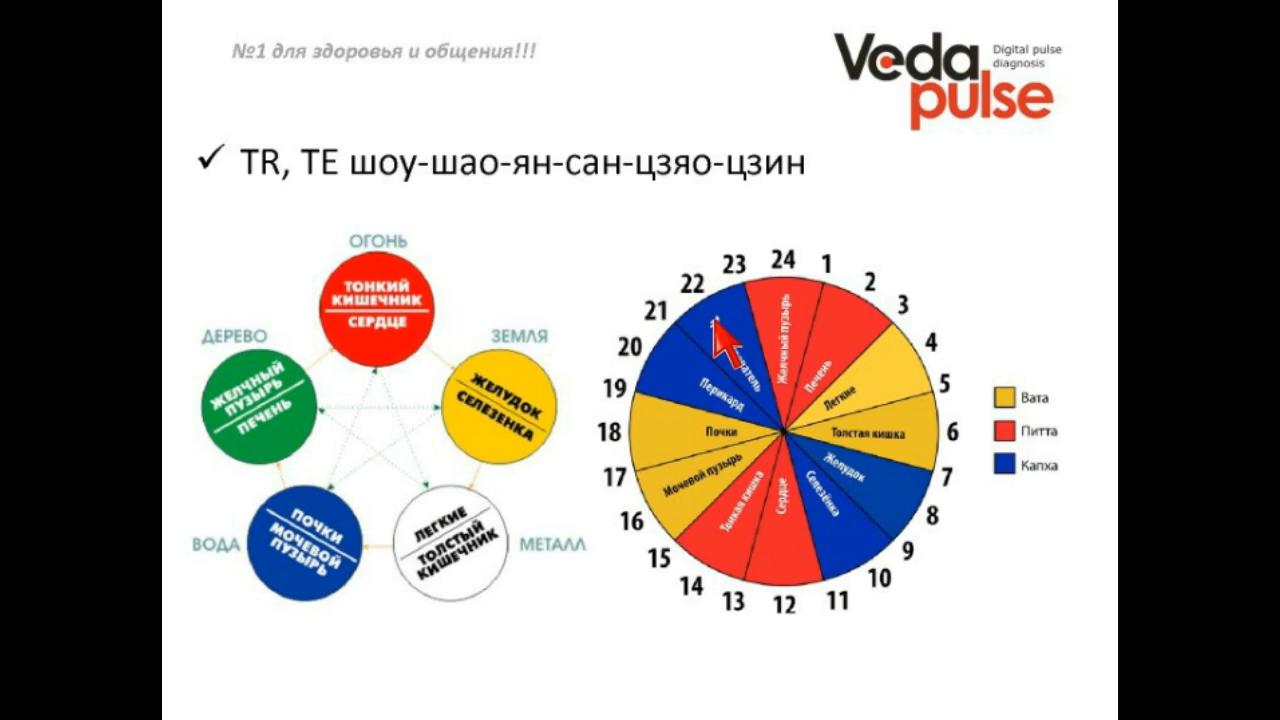 №1 для здоровья и общения!!!
Veda
pulse
Digital pulse
diagnosis
✓ TR, TE шоу-шао-ян-сан-цзяо-цзин
ОГОНЬ
ТОНКИЙ
КИШЕЧНИК
СЕРДЦЕ
ДЕРЕВО
ЖЕЛЧНЫЙ
ПУЗЫРЬ
ПЕЧЕНЬ
ЗЕМЛЯ
ЖЕЛУДОК
СЕЛЕЗЕНКА
ВОДА
ПОЧКИ
МОЧЕВОЙ
ПУЗЫРЬ
ЛЕГКИЕ
ТОЛСТЫЙ
КИШЕЧНИК
МЕТАЛЛ
24
1
2
3
4
5
6
7
8
9
10
11
12
13
14
15
16
17
18
19
20
21
22
23
Желчный пузырь
Печень
Легкие
Толстая кишка
Желудок
Селезёнка
Сердце
Тонкая кишка
Мочевой пузырь
Почки
Перикард
Вата
Питта
Капха